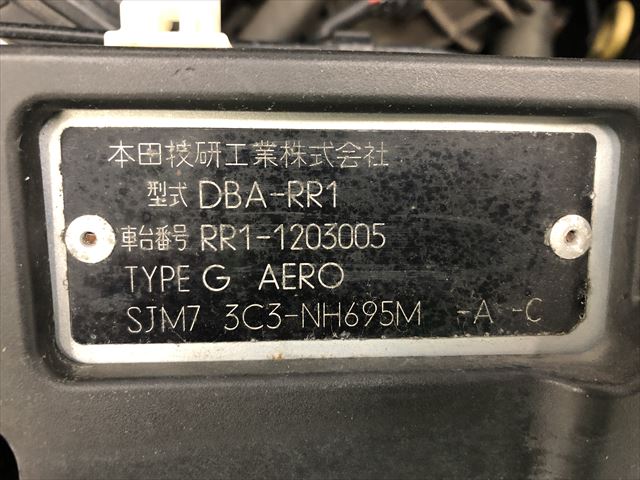 本田技研工業株式会社
型式 DBA-RR1
車台番号 RR1-1203005
TYPE G AERO
SJM7 3C3-NH695M -A -C